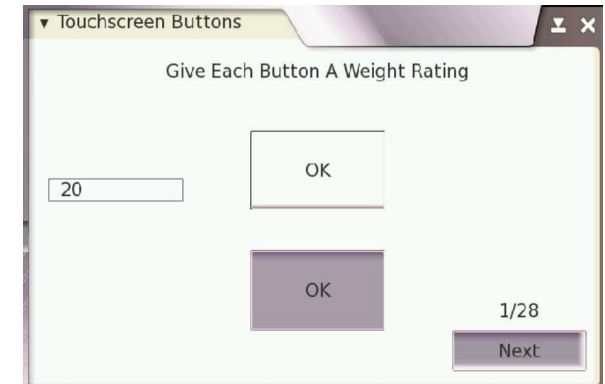 Touchscreen Buttons
Give Each Button A Weight Rating
OK
20
OK
1/28
Next